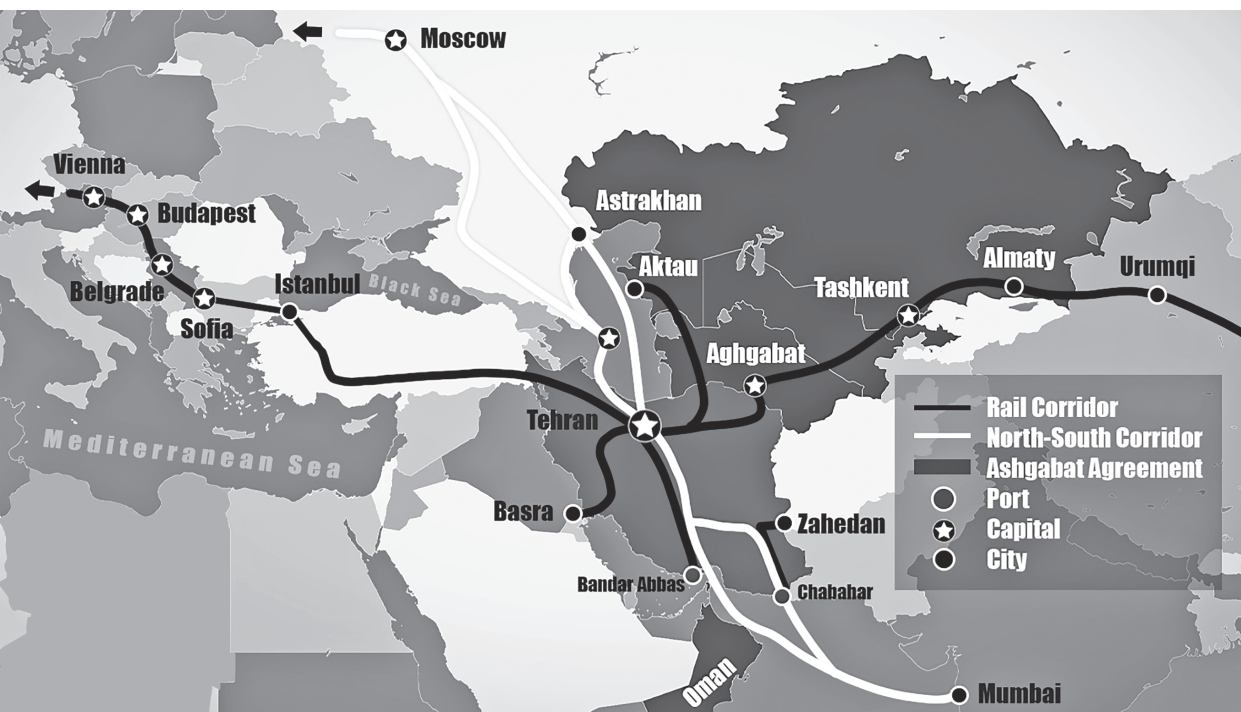 Moscow
Vienna
Budapest
Astrakhan
Aktau
Almaty
Urumqi
Belgrade
Istanbul
Black Sea
Tashkent
Sofia
Aghgabat
Tehran
Mediterranean Sea
Basra
Zahedan
Bandar Abbas
Chabahar
Oman
Mumbai
Rail Corridor
North-South Corridor
Ashgabat Agreement
Port
Capital
City